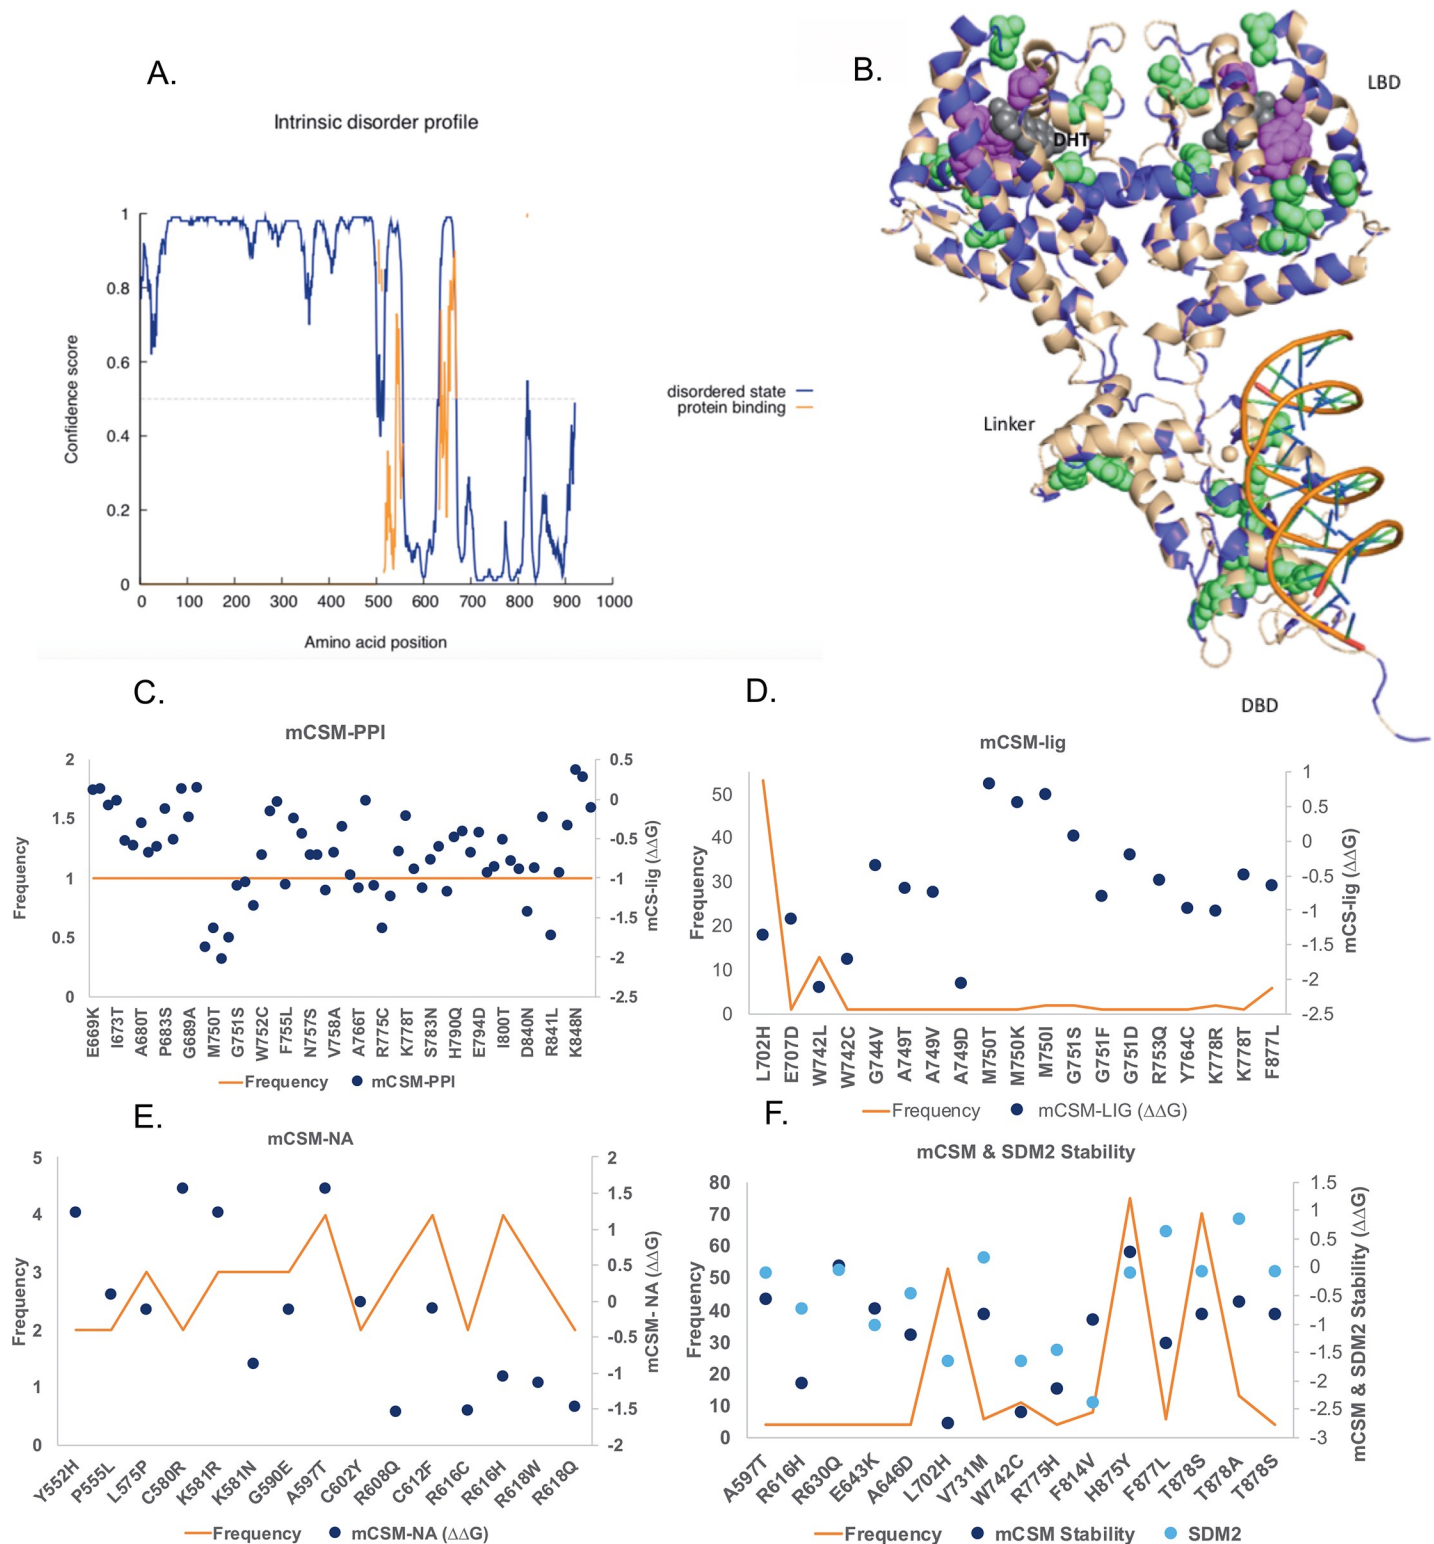 A.
Intrinsic disorder profile
1
0.8
0.6
0.4
0.2
0
Confidence score
0 100 200 300 400 500 600 700 800 900 1000
Amino acid position
disordered state
protein binding
B.
LBD
DHT
Linker
DBD
C.
mCSM-PPI
2
1.5
1
0.5
0
Frequency
0.5
0
-0.5
-1
-1.5
-2
-2.5
mCS-lig (∆∆G)
E669K I673T A680T P683S G689A M750T G751S W752C F755L N757S V758A A766T R775C K778T S783N H790Q E794D I800T D840N R841L K848N
Frequency mCSM-PPI
D.
mCSM-lig
50
40
30
20
10
0
Frequency
1
0.5
0
-0.5
-1
-1.5
-2
-2.5
mCS-lig (∆∆G)
L702H E707D W742L W742C G744V A749T A749V A749D M750T M750K M750I G751S G751F G751D R753Q Y764C K778R K778T F877L
Frequency mCSM-LIG (∆∆G)
E.
mCSM-NA
5
4
3
2
1
0
Frequency
2
1.5
1
0.5
0
-0.5
-1
-1.5
-2
mCSM- NA (∆∆G)
Y552H P555L L575P C580R K581R K581N G590E A597T C602Y R608Q C612F R616C R616H R618W R618Q
Frequency mCSM-NA (∆∆G)
F.
mCSM & SDM2 Stability
80
70
60
50
40
30
20
10
0
Frequency
1.5
1
0.5
0
-0.5
-1
-1.5
-2
-2.5
-3
mCSM & SDM2 Stability (∆∆G)
A597T R616H R630Q E643K A646D L702H V731M W742C R775H F814V H875Y F877L T878S T878A T878S
Frequency mCSM Stability SDM2